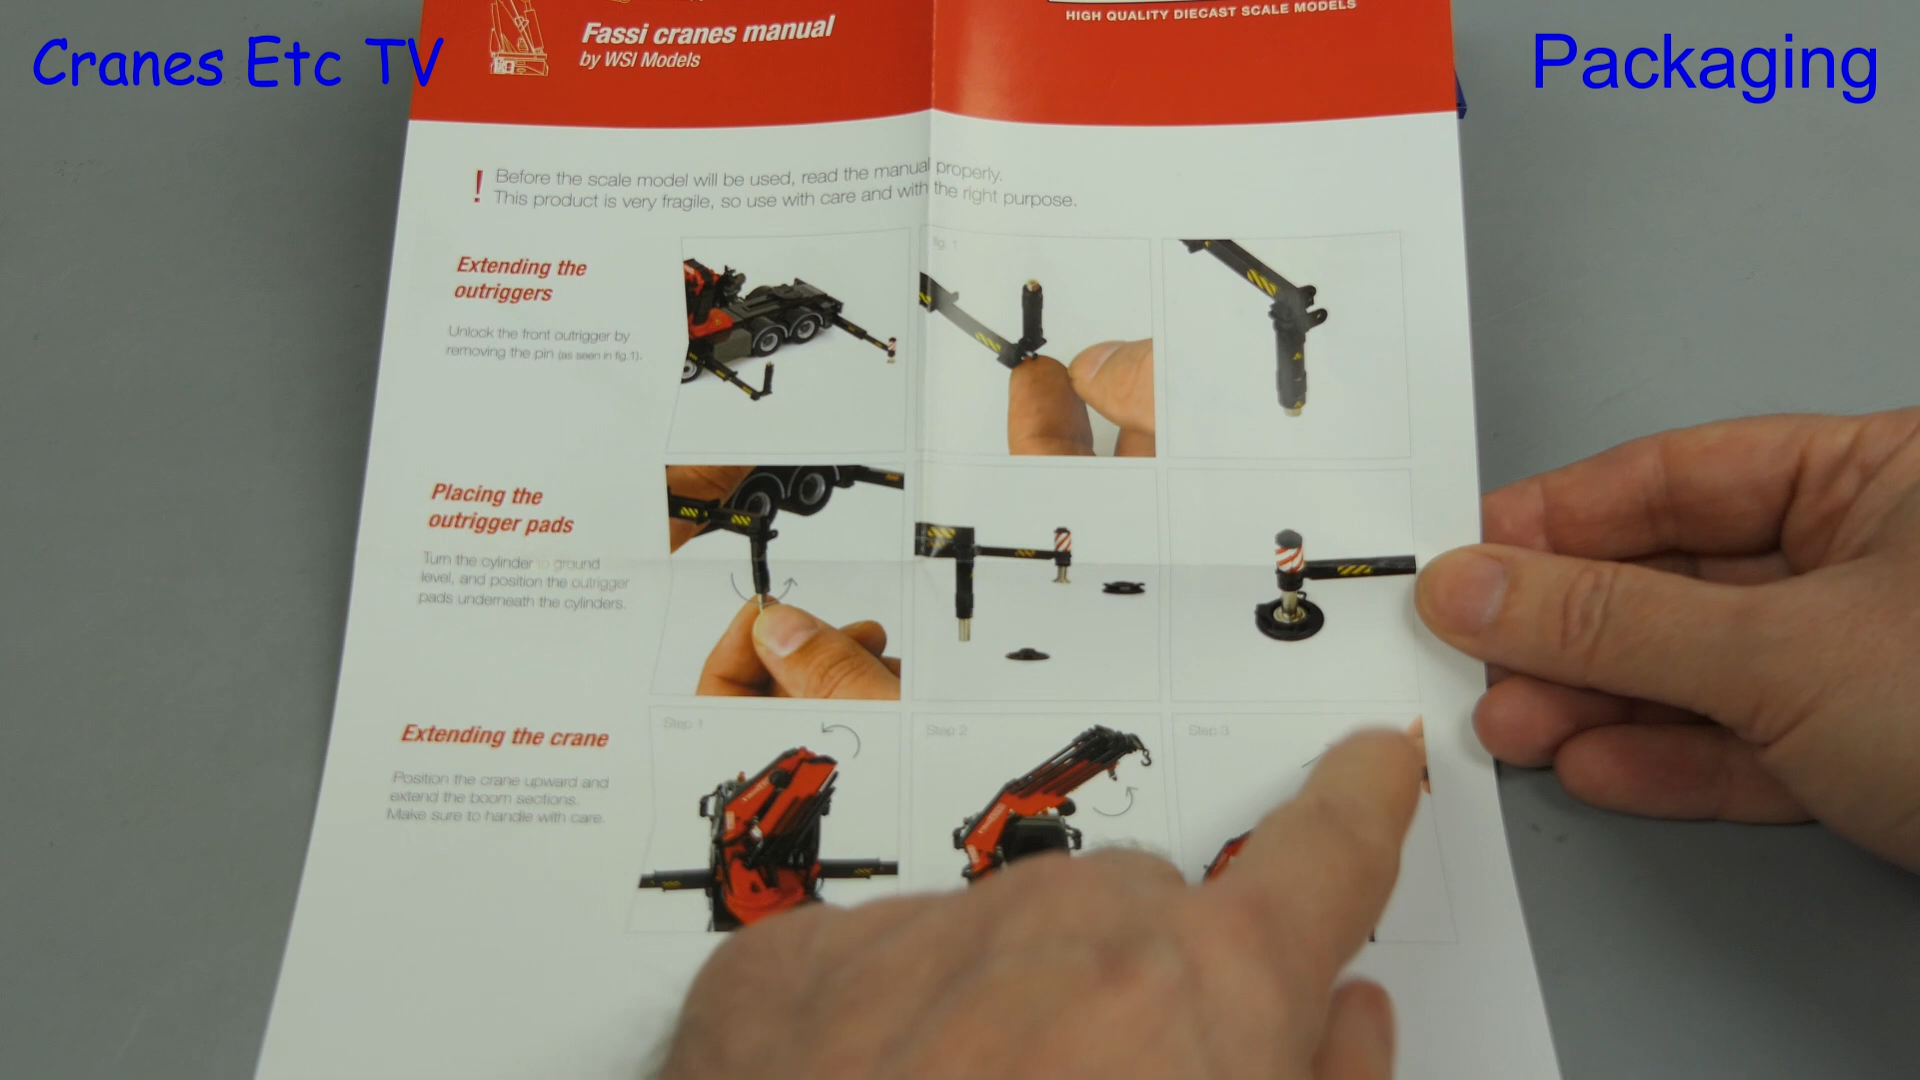 Cranes Etc TV
Packaging
Fassi cranes manual
by WSI Models
HIGH QUALITY DIECAST SCALE MODELS
! Before the scale model will be used, read the manual properly.
This product is very fragile, so use with care and with the right purpose.
Extending the
outriggers
Unlock the front outrigger by
removing the pin (as seen in fig. 1).
fig. 1
Placing the
outrigger pads
Turn the cylinder to ground
level, and position the outrigger
pads underneath the cylinders.
Extending the crane
Position the crane upward and
extend the boom sections.
Make sure to handle with care.
Step 1
Step 2
Step 3